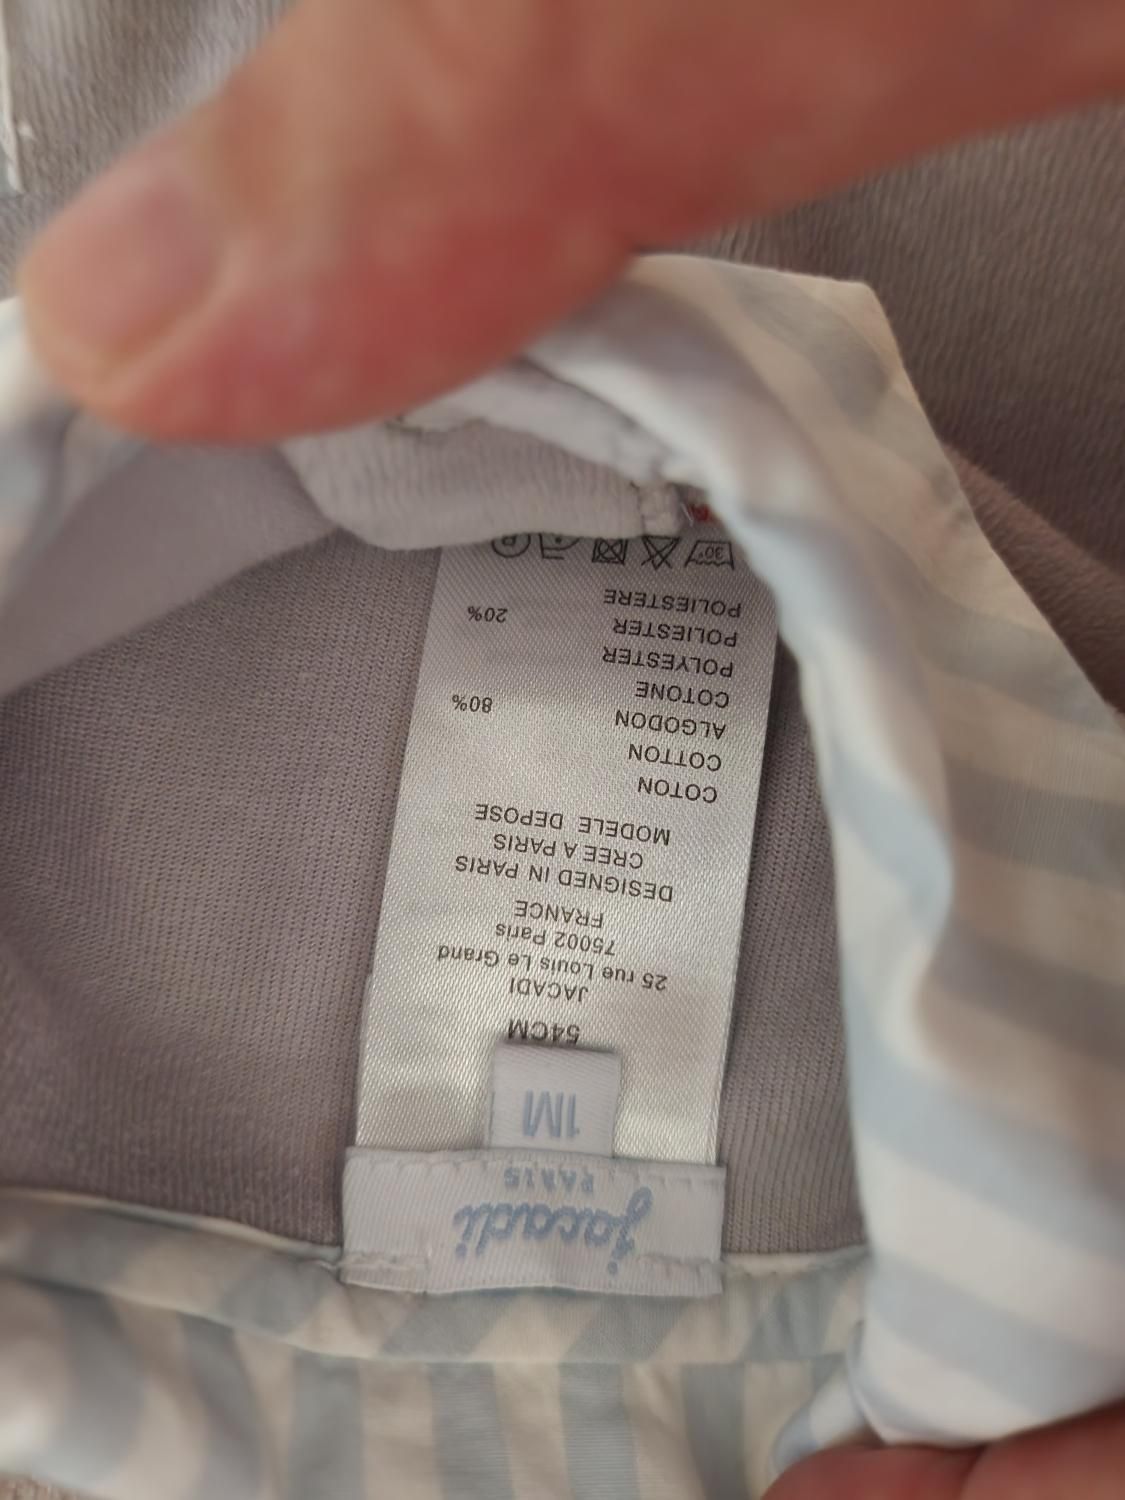 jacadi
PARIS
1M
54CM
JACADI
25 rue Louis Le Grand
75002 Paris
FRANCE
DESIGNED IN PARIS
CREE A PARIS
MODELE DEPOSE
COTON
COTTON
ALGODON 80%
COTONE
POLYESTER
POLIESTER 20%
POLIESTERE
30°
P